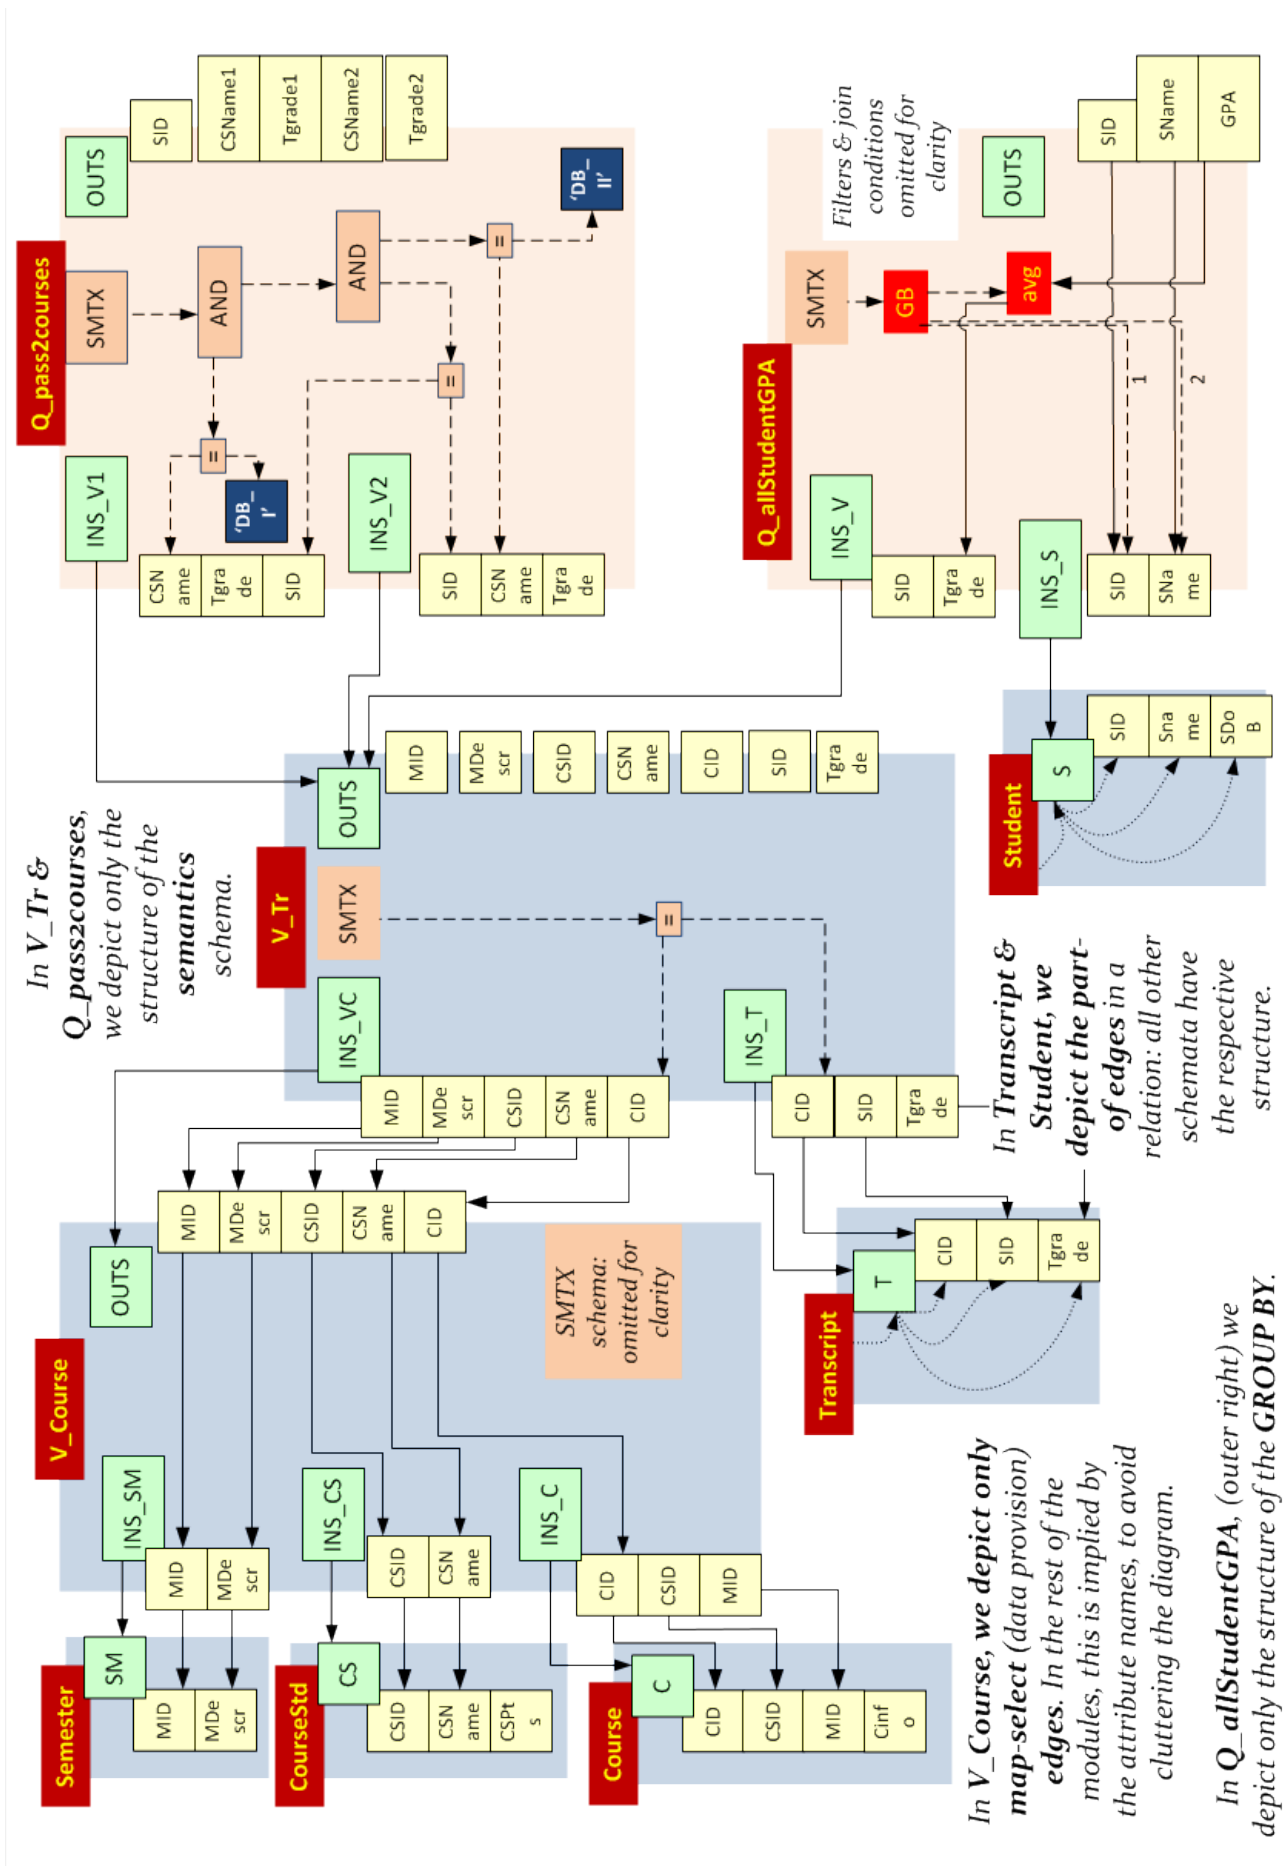 Semester
SM
MID
MDe
scr
CourseStd
CS
CSID
CSN
ame
CSPt
s
Course
C
CID
CSID
MID
Cinf
o
V_Course
INS_SM
MID
MDe
scr
INS_CS
CSID
CSN
ame
INS_C
CID
CSID
MID
OUTS
MID
MDe
scr
CSID
CSN
ame
CID
SMTX
schema:
omitted for
clarity
Transcript
T
CID
SID
Tgra
de
In V_Tr &
Q_pass2courses,
we depict only the
structure of the
semantics
schema.
V_Tr
INS_VC
MID
MDe
scr
CSID
CSN
ame
CID
INS_T
CID
SID
Tgra
de
SMTX
=
OUTS
MID
MDe
scr
CSID
CSN
ame
CID
SID
Tgra
de
Student
S
SID
Sna
me
SDo
B
Q_pass2courses
INS_V1
CSN
ame
Tgra
de
SID
INS_V2
SID
CSN
ame
Tgra
de
SMTX
AND
=
‘DB_
I’
AND
=
=
‘DB_
II’
OUTS
SID
CSName1
Tgrade1
CSName2
Tgrade2
Q_allStudentGPA
INS_V
SID
Tgra
de
INS_S
SID
SNa
me
SMTX
GB
avg
1
2
Filters & join
conditions
omitted for
clarity
OUTS
SID
SName
GPA
In V_Course, we depict only
map-select (data provision)
edges. In the rest of the
modules, this is implied by
the attribute names, to avoid
cluttering the diagram.
In Transcript &
Student, we
depict the part-
of edges in a
relation: all other
schemata have
the respective
structure.
In Q_allStudentGPA, (outer right) we
depict only the structure of the GROUP BY.